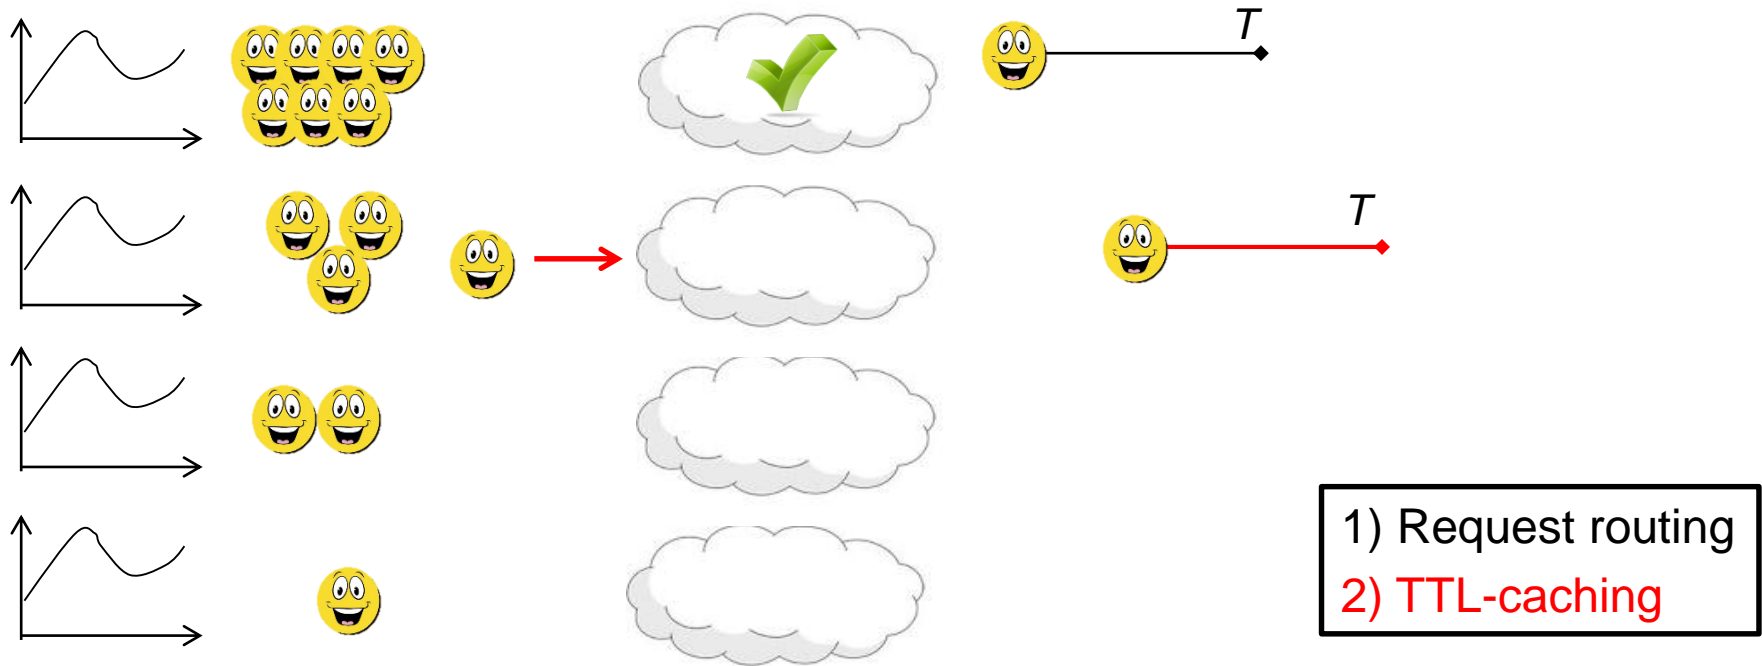 T
T
1) Request routing
2) TTL-caching